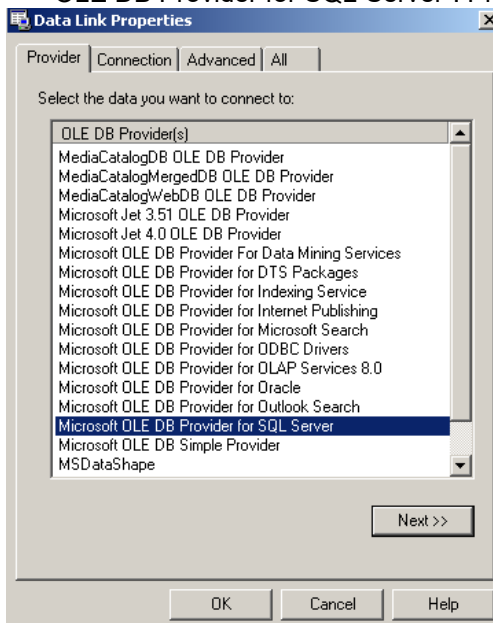 OLE DB Provider for SQL Server
Data Link Properties
Provider Connection Advanced All
Select the data you want to connect to:
OLE DB Provider(s)
MediaCatalogDB OLE DB Provider
MediaCatalogMergedDB OLE DB Provider
MediaCatalogWebDB OLE DB Provider
Microsoft Jet 3.51 OLE DB Provider
Microsoft Jet 4.0 OLE DB Provider
Microsoft OLE DB Provider For Data Mining Services
Microsoft OLE DB Provider for DTS Packages
Microsoft OLE DB Provider for Indexing Service
Microsoft OLE DB Provider for Internet Publishing
Microsoft OLE DB Provider for Microsoft Search
Microsoft OLE DB Provider for ODBC Drivers
Microsoft OLE DB Provider for OLAP Services 8.0
Microsoft OLE DB Provider for Oracle
Microsoft OLE DB Provider for Outlook Search
Microsoft OLE DB Provider for SQL Server
Microsoft OLE DB Simple Provider
MSDataShape
Next >>
OK Cancel Help